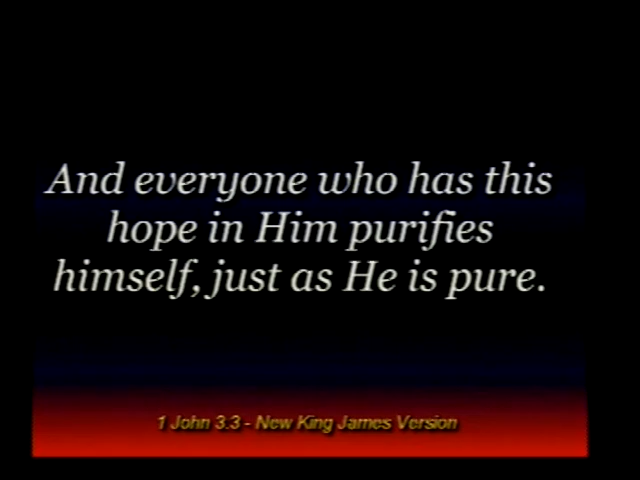 And everyone who has this
hope in Him purifies
himself, just as He is pure.
1 John 3.3 - New King James Version